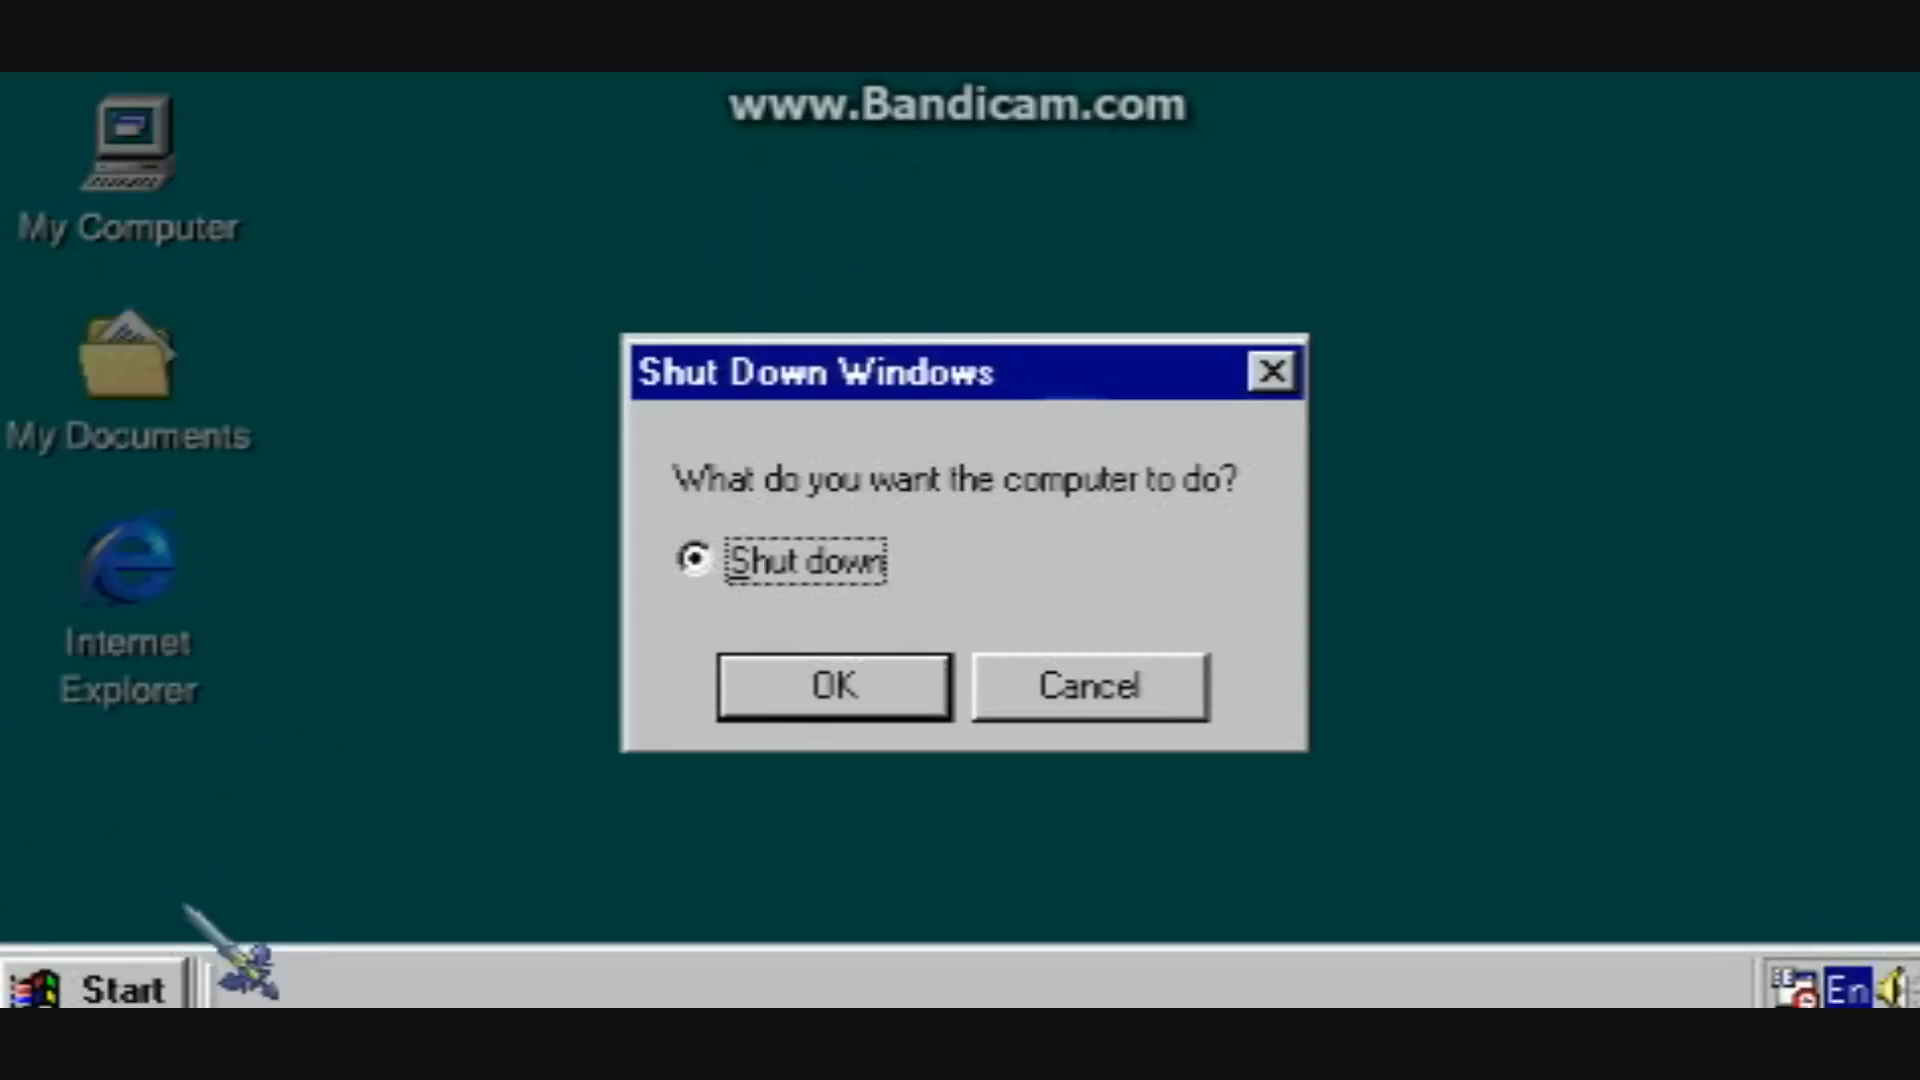 www.Bandicam.com
My Computer
My Documents
Internet
Explorer
Shut Down Windows
What do you want the computer to do?
Shut down
OK
Cancel
Start
En